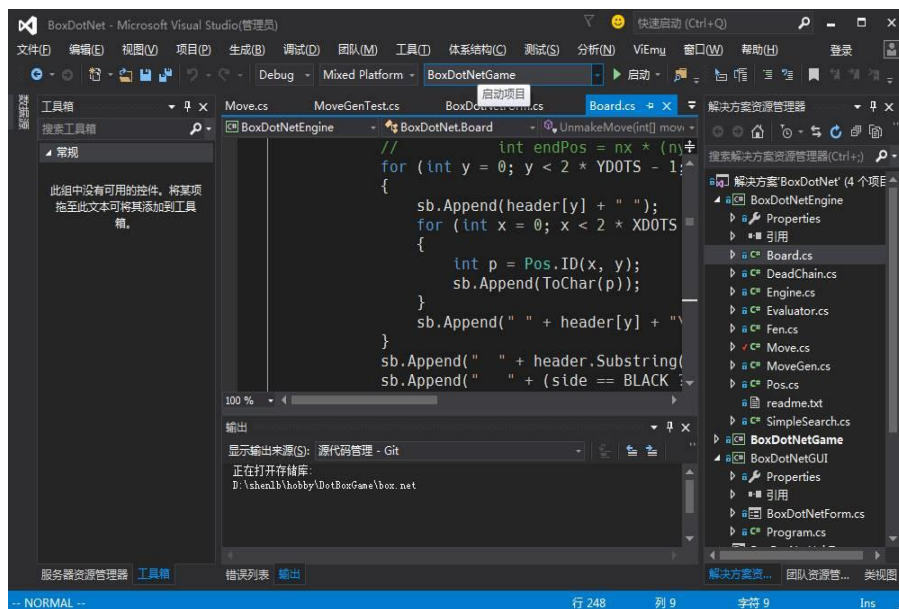 BoxDotNet - Microsoft Visual Studio(管理员)
快速启动 (Ctrl+Q)
文件(F) 编辑(E) 视图(V) 项目(P) 生成(B) 调试(D) 团队(M) 工具(T) 体系结构(C) 测试(S) 分析(N) ViEmu 窗口(W) 帮助(H) 登录
Debug Mixed Platform BoxDotNetGame 启动
启动项目
工具箱
搜索工具箱
常规
此组中没有可用的控件。将某项
拖至此文本可将其添加到工具
箱。
服务器资源管理器 工具箱
Move.cs MoveGenTest.cs Board.cs
BoxDotNetEngine BoxDotNet.Board UnmakeMove(int[] mov
// int endPos = nx * (ny
for (int y = 0; y < 2 * YDOTS - 1;
{
sb.Append(header[y] + " ");
for (int x = 0; x < 2 * XDOTS
{
int p = Pos.ID(x, y);
sb.Append(ToChar(p));
}
sb.Append(" " + header[y] + "\
}
sb.Append("  " + header.Substring(
sb.Append("   " + (side == BLACK ?
100 %
输出
显示输出来源(S): 源代码管理 - Git
正在打开存储库:
D:\shenlb\hobby\DotBoxGame\box.net
错误列表 输出
解决方案资源管理器
搜索解决方案资源管理器(Ctrl+;)
解决方案'BoxDotNet' (4 个项目
BoxDotNetEngine
Properties
引用
Board.cs
DeadChain.cs
Engine.cs
Evaluator.cs
Fen.cs
Move.cs
MoveGen.cs
Pos.cs
readme.txt
SimpleSearch.cs
BoxDotNetGame
BoxDotNetGUI
Properties
引用
BoxDotNetForm.cs
Program.cs
解决方案资... 团队资源管... 类视图
-- NORMAL --
行 248 列 9 字符 9 Ins